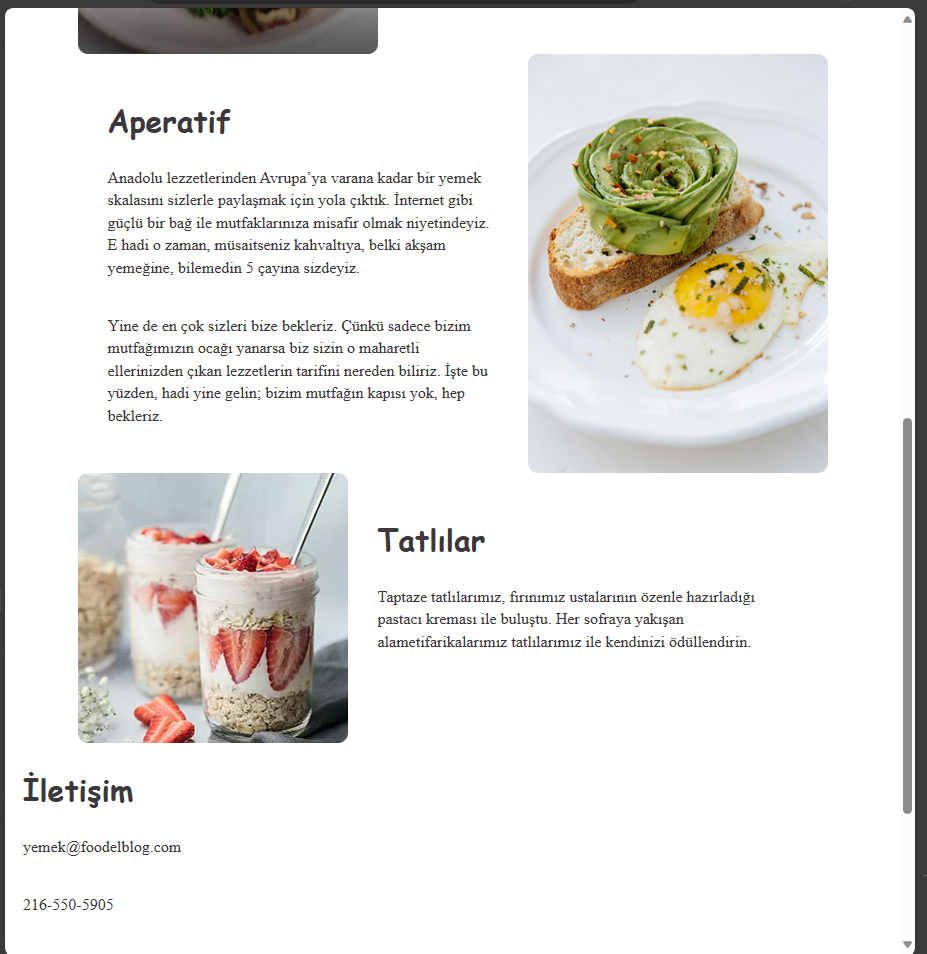 Aperatif
Anadolu lezzetlerinden Avrupa’ya varana kadar bir yemek
skalasını sizlerle paylaşmak için yola çıktık. İnternet gibi
güçlü bir bağ ile mutfaklarınıza misafir olmak niyetindeyiz.
E hadi o zaman, müsaitseniz kahvaltıya, belki akşam
yemeğine, bilemedin 5 çayına sizdeyiz.
Yine de en çok sizleri bize bekleriz. Çünkü sadece bizim
mutfağımızın ocağı yanarsa biz sizin o maharetli
ellerinizden çıkan lezzetlerin tarifini nereden biliriz. İşte bu
yüzden, hadi yine gelin; bizim mutfağın kapısı yok, hep
bekleriz.
Tatlılar
Taptaze tatlılarımız, fırınımız ustalarının özenle hazırladığı
pastacı kreması ile buluştu. Her sofraya yakışan
alametifarikalarımız tatlılarımız ile kendinizi ödüllendirin.
İletişim
yemek@foodelblog.com
216-550-5905